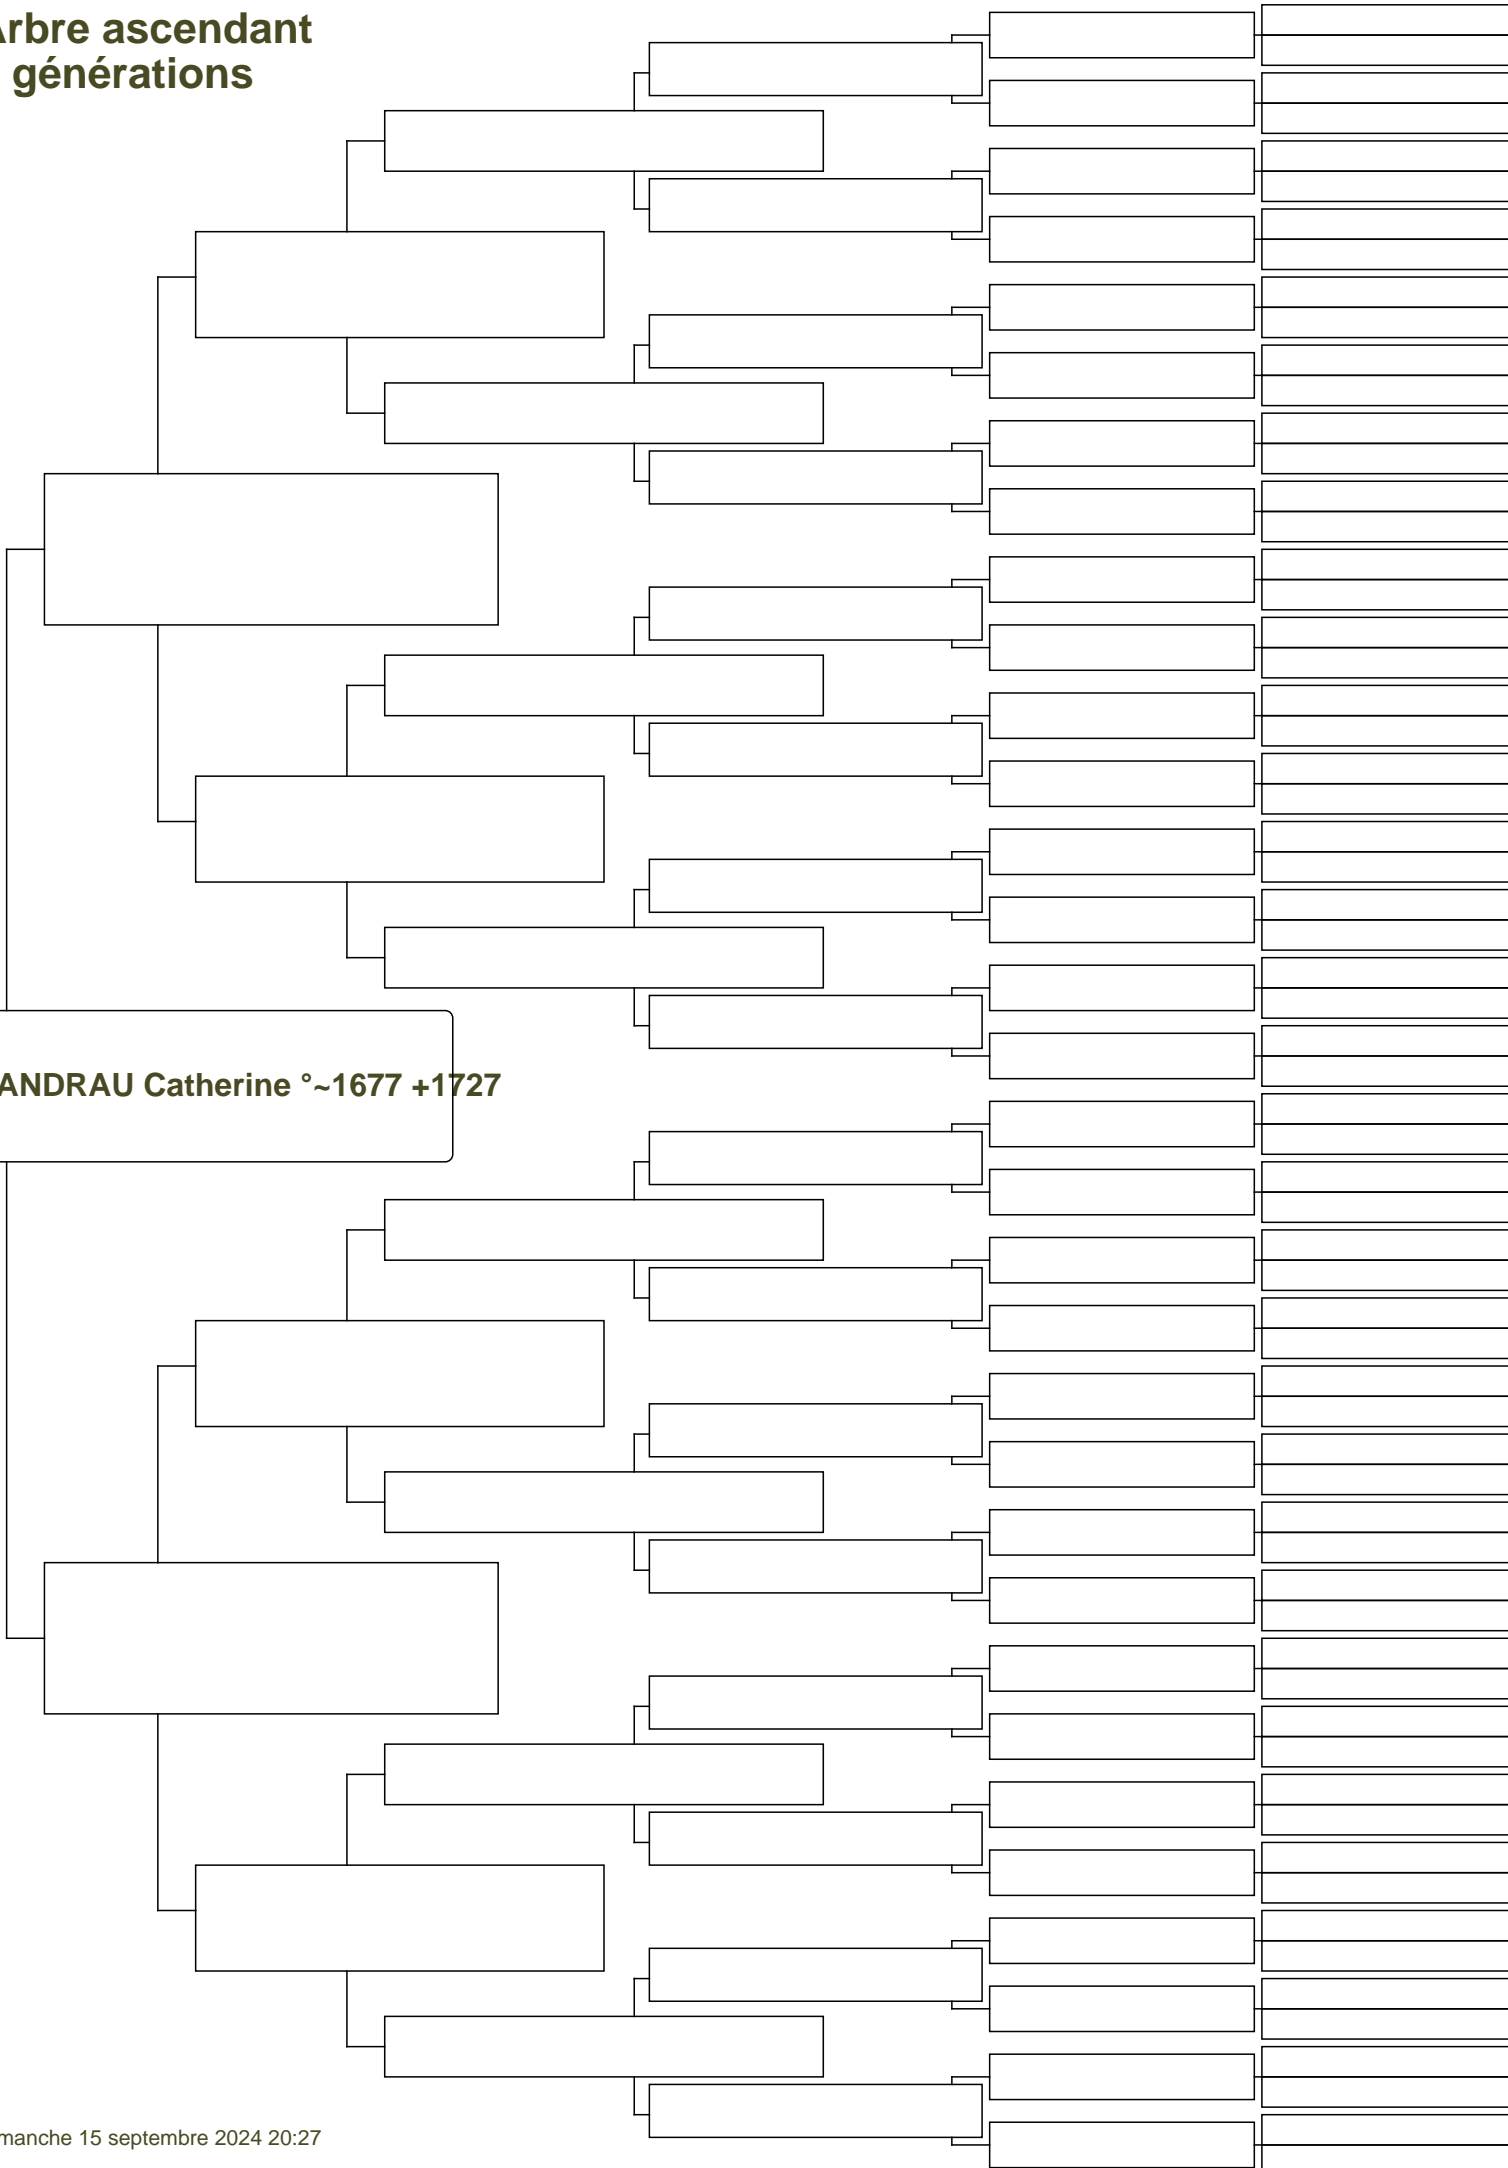 Arbre ascendant
générations
ANDRAU Catherine °~1677 +1727
manche 15 septembre 2024 20:27